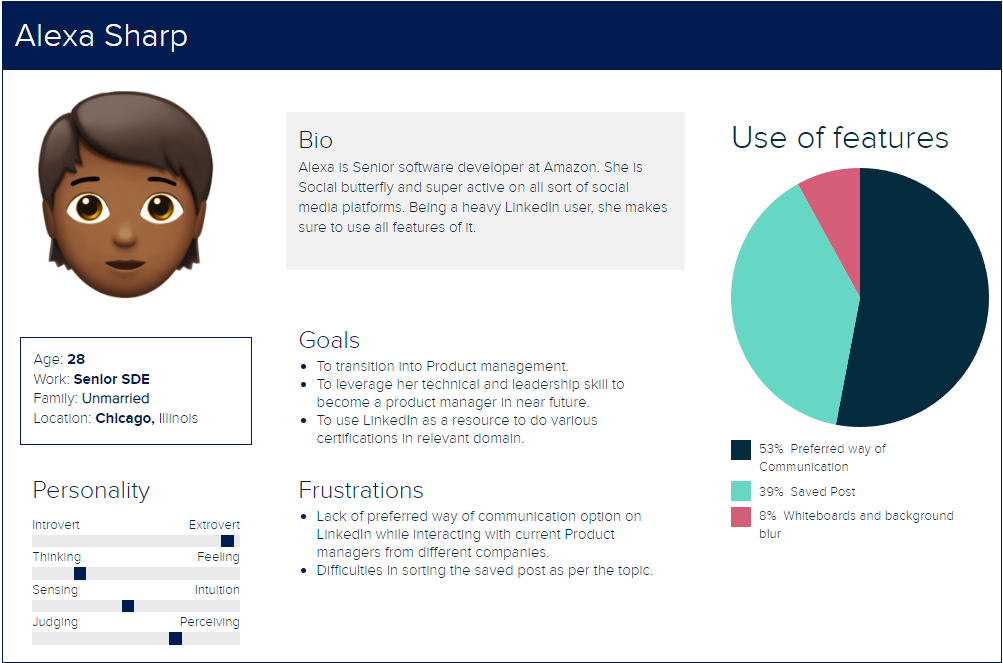 Alexa Sharp
Bio
Alexa is Senior software developer at Amazon. She is
Social butterfly and super active on all sort of social
media platforms. Being a heavy LinkedIn user, she makes
sure to use all features of it.
Age: 28
Work: Senior SDE
Family: Unmarried
Location: Chicago, Illinois
Personality
Introvert Extrovert
Thinking Feeling
Sensing Intuition
Judging Perceiving
Goals
• To transition into Product management.
• To leverage her technical and leadership skill to
become a product manager in near future.
• To use LinkedIn as a resource to do various
certifications in relevant domain.
Frustrations
• Lack of preferred way of communication option on
LinkedIn while interacting with current Product
managers from different companies.
• Difficulties in sorting the saved post as per the topic.
Use of features
53% Preferred way of
Communication
39% Saved Post
8% Whiteboards and background
blur